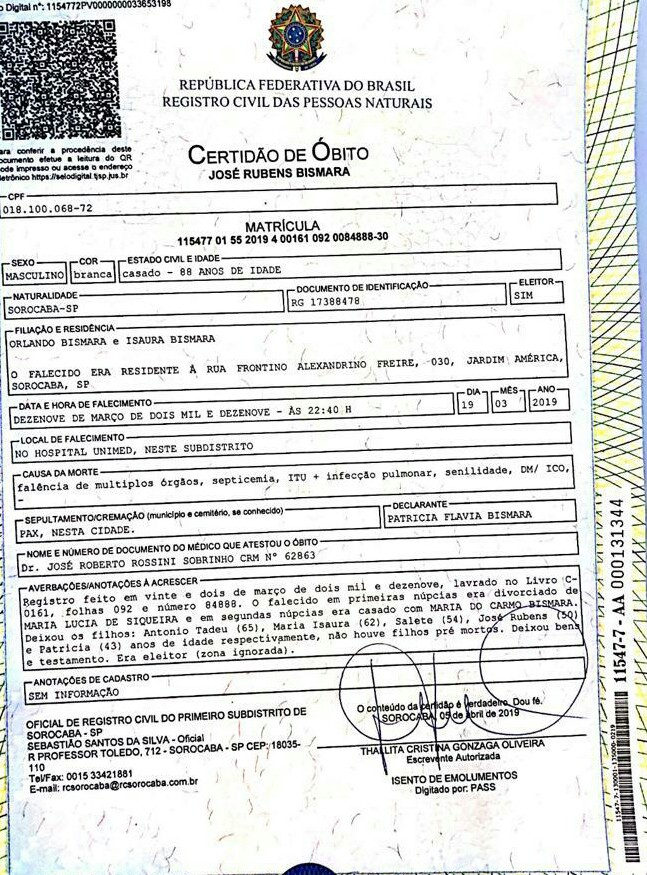 o Digital nº: 1154772PV0000000033653198
REPÚBLICA FEDERATIVA DO BRASIL
REGISTRO CIVIL DAS PESSOAS NATURAIS
ara conferir a procedência deste
ocumento efetue a leitura do QR
ode impresso ou acesse o endereço
letrônico https://selodigital.tjsp.jus.br
CERTIDÃO DE ÓBITO
JOSÉ RUBENS BISMARA
CPF
018.100.068-72
MATRÍCULA
115477 01 55 2019 4 00161 092 0084888-30
SEXO
MASCULINO
COR
branca
ESTADO CIVIL E IDADE
casado - 88 ANOS DE IDADE
NATURALIDADE
SOROCABA-SP
DOCUMENTO DE IDENTIFICAÇÃO
RG 17388478
ELEITOR
SIM
FILIAÇÃO E RESIDÊNCIA
ORLANDO BISMARA e ISAURA BISMARA
O FALECIDO ERA RESIDENTE À RUA FRONTINO ALEXANDRINO FREIRE, 030, JARDIM AMÉRICA,
SOROCABA, SP
DATA E HORA DE FALECIMENTO
DEZENOVE DE MARÇO DE DOIS MIL E DEZENOVE - ÀS 22:40 H
DIA
19
MÊS
03
ANO
2019
LOCAL DE FALECIMENTO
NO HOSPITAL UNIMED, NESTE SUBDISTRITO
CAUSA DA MORTE
falência de multiplos órgãos, septicemia, ITU + infecção pulmonar, senilidade, DM/ ICO,
-
SEPULTAMENTO/CREMAÇÃO (município e cemitério, se conhecido)
PAX, NESTA CIDADE.
DECLARANTE
PATRICIA FLAVIA BISMARA
NOME E NÚMERO DE DOCUMENTO DO MÉDICO QUE ATESTOU O ÓBITO
Dr. JOSÉ ROBERTO ROSSINI SOBRINHO CRM Nº 62863
AVERBAÇÕES/ANOTAÇÕES À ACRESCER
Registro feito em vinte e dois de março de dois mil e dezenove, lavrado no Livro C-
0161, folhas 092 e número 84888. O falecido em primeiras núpcias era divorciado de
MARIA LUCIA DE SIQUEIRA e em segundas núpcias era casado com MARIA DO CARMO BISMARA.
Deixou os filhos: Antonio Tadeu (65), Maria Isaura (62), Salete (54), José Rubens (50)
e Patricia (43) anos de idade respectivamente, não houve filhos pré mortos. Deixou bens
e testamento. Era eleitor (zona ignorada).
ANOTAÇÕES DE CADASTRO
SEM INFORMAÇÃO
OFICIAL DE REGISTRO CIVIL DO PRIMEIRO SUBDISTRITO DE
SOROCABA - SP
SEBASTIÃO SANTOS DA SILVA - Oficial
R PROFESSOR TOLEDO, 712 - SOROCABA - SP CEP: 18035-
110
Tel/Fax: 0015 33421881
E-mail: rcsorocaba@rcsorocaba.com.br
O conteúdo da certidão é verdadeiro. Dou fé.
SOROCABA, 05 de abril de 2019
THALLITA CRISTINA GONZAGA OLIVEIRA
Escrevente Autorizada
ISENTO DE EMOLUMENTOS
Digitado por: PASS
11547-7 - AA 000131344
11547-7-130001-135000-0219